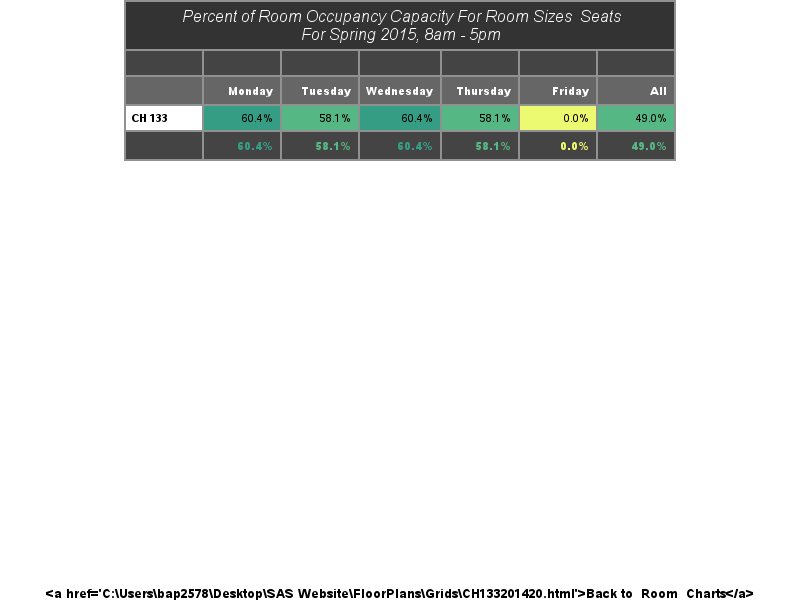 Percent of Room Occupancy Capacity For Room Sizes Seats
For Spring 2015, 8am - 5pm
Monday Tuesday Wednesday Thursday Friday All
CH 133 60.4% 58.1% 60.4% 58.1% 0.0% 49.0%
60.4% 58.1% 60.4% 58.1% 0.0% 49.0%
<a href='C:\Users\bap2578\Desktop\SAS Website\FloorPlans\Grids\CH133201420.html'>Back to Room Charts</a>